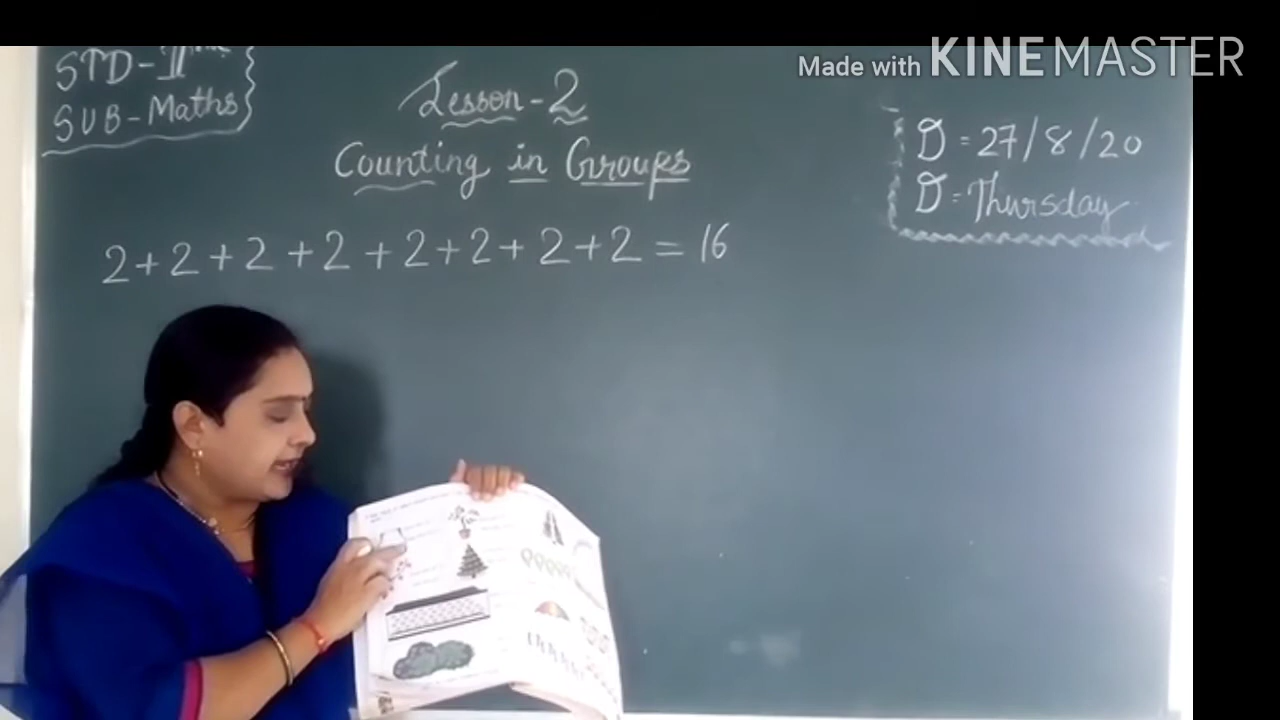 Made with KINEMASTER
STD-II
SUB-Maths
Lesson-2
Counting in Groups
D = 27/8/20
D = Thursday
2+2+2+2+2+2+2+2 = 16